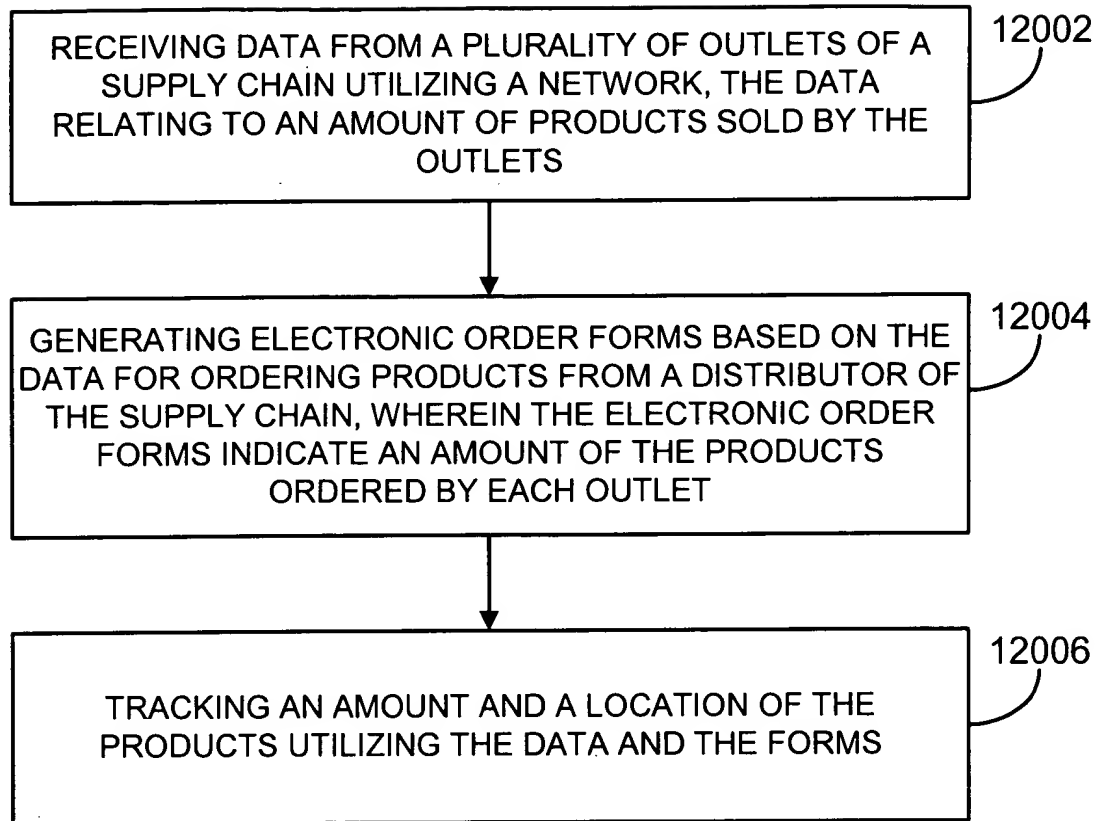 RECEIVING DATA FROM A PLURALITY OF OUTLETS OF A
SUPPLY CHAIN UTILIZING A NETWORK, THE DATA
RELATING TO AN AMOUNT OF PRODUCTS SOLD BY THE
OUTLETS
12002
GENERATING ELECTRONIC ORDER FORMS BASED ON THE
DATA FOR ORDERING PRODUCTS FROM A DISTRIBUTOR OF
THE SUPPLY CHAIN, WHEREIN THE ELECTRONIC ORDER
FORMS INDICATE AN AMOUNT OF THE PRODUCTS
ORDERED BY EACH OUTLET
12004
TRACKING AN AMOUNT AND A LOCATION OF THE
PRODUCTS UTILIZING THE DATA AND THE FORMS
12006